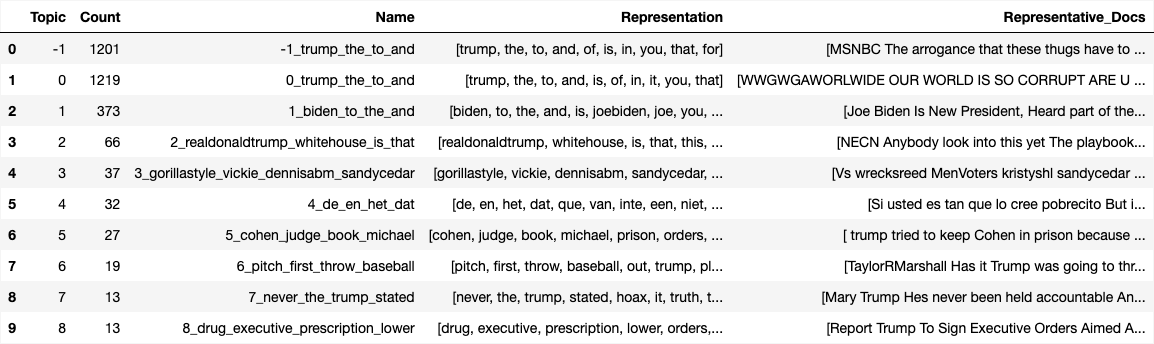 Topic Count Name Representation Representative_Docs
0 -1 1201 -1_trump_the_to_and [trump, the, to, and, of, is, in, you, that, for] [MSNBC The arrogance that these thugs have to ...
1 0 1219 0_trump_the_to_and [trump, the, to, and, is, of, in, it, you, that] [WWGWGAWORLWIDE OUR WORLD IS SO CORRUPT ARE U ...
2 1 373 1_biden_to_the_and [biden, to, the, and, is, joebiden, joe, you, ... [Joe Biden Is New President, Heard part of the...
3 2 66 2_realdonaldtrump_whitehouse_is_that [realdonaldtrump, whitehouse, is, that, this, ... [NECN Anybody look into this yet The playbook...
4 3 37 3_gorillastyle_vickie_dennisabm_sandycedar [gorillastyle, vickie, dennisabm, sandycedar, ... [Vs wrecksreed MenVoters kristyshl sandycedar ...
5 4 32 4_de_en_het_dat [de, en, het, dat, que, van, inte, een, niet, ... [Si usted es tan que lo cree pobrecito But i...
6 5 27 5_cohen_judge_book_michael [cohen, judge, book, michael, prison, orders, ... [ trump tried to keep Cohen in prison because ...
7 6 19 6_pitch_first_throw_baseball [pitch, first, throw, baseball, out, trump, pl... [TaylorRMarshall Has it Trump was going to thr...
8 7 13 7_never_the_trump_stated [never, the, trump, stated, hoax, it, truth, t... [Mary Trump Hes never been held accountable An...
9 8 13 8_drug_executive_prescription_lower [drug, executive, prescription, lower, orders,... [Report Trump To Sign Executive Orders Aimed A...